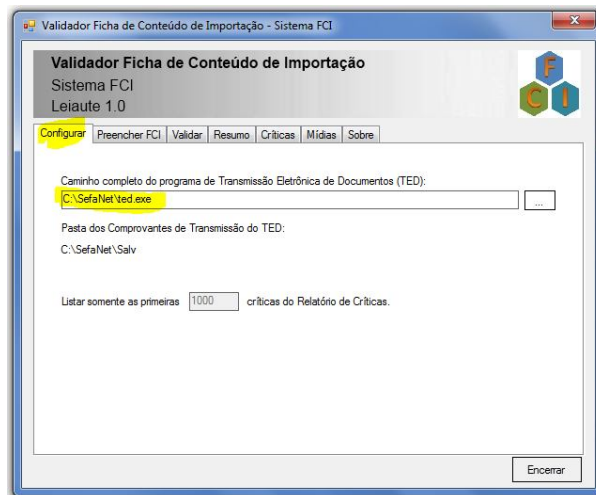 Validador Ficha de Conteúdo de Importação - Sistema FCI
Validador Ficha de Conteúdo de Importação
Sistema FCI
Leiaute 1.0
F
C I
Configurar Preencher FCI Validar Resumo Críticas Mídias Sobre
Caminho completo do programa de Transmissão Eletrônica de Documentos (TED):
C:\SefaNet\ted.exe ...
Pasta dos Comprovantes de Transmissão do TED:
C:\SefaNet\Salv
Listar somente as primeiras 1000 críticas do Relatório de Críticas.
Encerrar